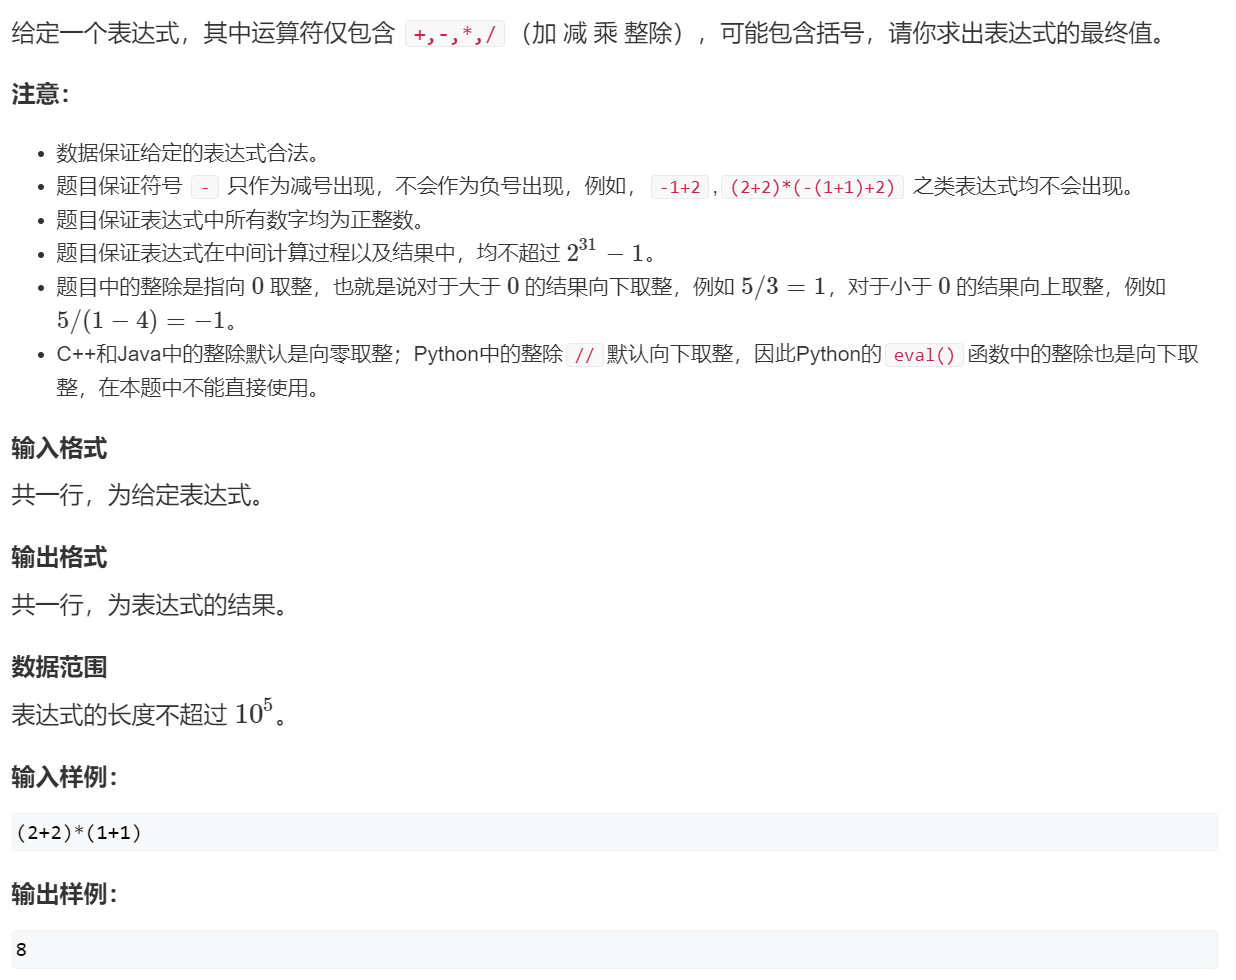 给定一个表达式，其中运算符仅包含 +,-,*,/ （加 减 乘 整除），可能包含括号，请你求出表达式的最终值。
注意：
• 数据保证给定的表达式合法。
• 题目保证符号 - 只作为减号出现，不会作为负号出现，例如， -1+2 , (2+2)*(-(1+1)+2) 之类表达式均不会出现。
• 题目保证表达式中所有数字均为正整数。
• 题目保证表达式在中间计算过程以及结果中，均不超过 2^31 − 1。
• 题目中的整除是指向 0 取整，也就是说对于大于 0 的结果向下取整，例如 5/3 = 1，对于小于 0 的结果向上取整，例如
5/(1 − 4) = −1。
• C++和Java中的整除默认是向零取整；Python中的整除 // 默认向下取整，因此Python的 eval() 函数中的整除也是向下取
整，在本题中不能直接使用。
输入格式
共一行，为给定表达式。
输出格式
共一行，为表达式的结果。
数据范围
表达式的长度不超过 10^5。
输入样例：
(2+2)*(1+1)
输出样例：
8